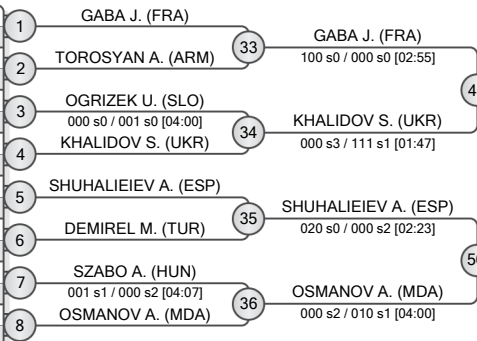 1
GABA J. (FRA)
2
TOROSYAN A. (ARM)
33
GABA J. (FRA)
100 s0 / 000 s0 [02:55]
3
OGRIZEK U. (SLO)
000 s0 / 001 s0 [04:00]
4
KHALIDOV S. (UKR)
34
KHALIDOV S. (UKR)
000 s3 / 111 s1 [01:47]
5
SHUHALIEIEV A. (ESP)
6
DEMIREL M. (TUR)
35
SHUHALIEIEV A. (ESP)
020 s0 / 000 s2 [02:23]
7
SZABO A. (HUN)
001 s1 / 000 s2 [04:07]
8
OSMANOV A. (MDA)
36
OSMANOV A. (MDA)
000 s2 / 010 s1 [04:00]